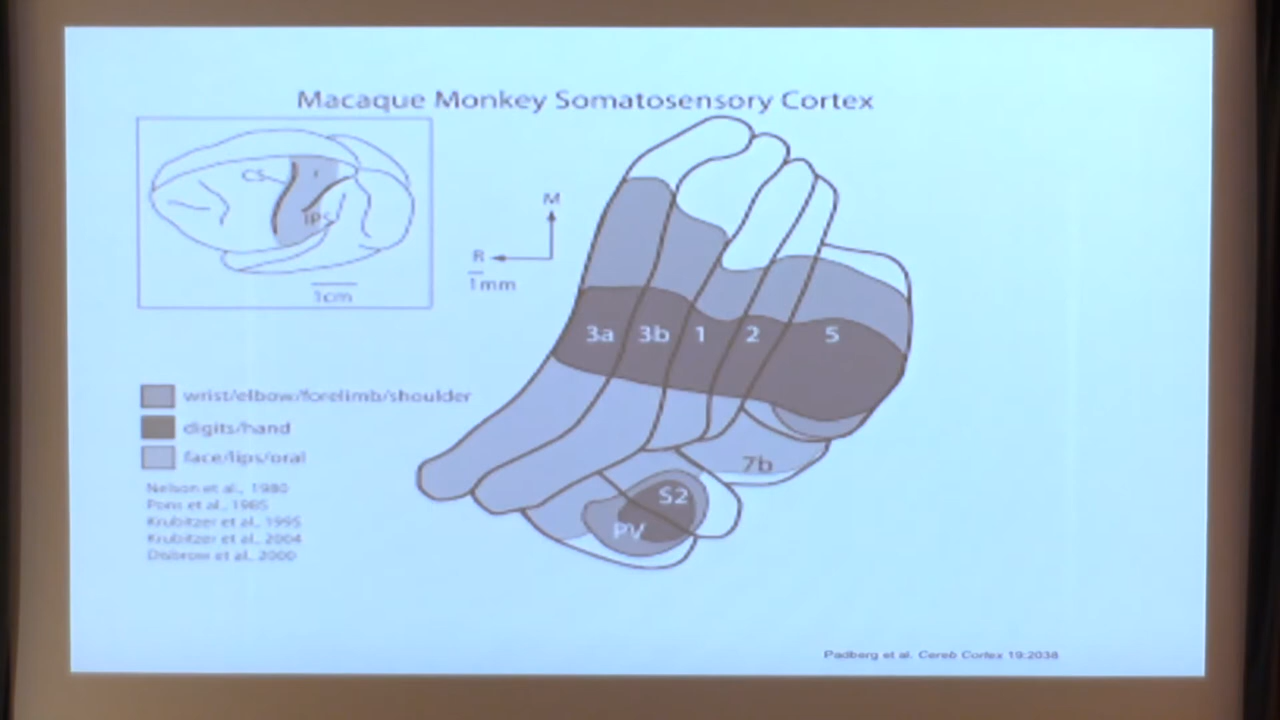 Macaque Monkey Somatosensory Cortex
CS
IPS
1cm
M
R
1mm
3a 3b 1 2 5
7b
S2
PV
wrist/elbow/forelimb/shoulder
digits/hand
face/lips/oral
Nelson et al., 1980
Pons et al., 1985
Krubitzer et al., 1995
Krubitzer et al., 2004
Disbrow et al., 2000
Padberg et al. Cereb Cortex 19:2038